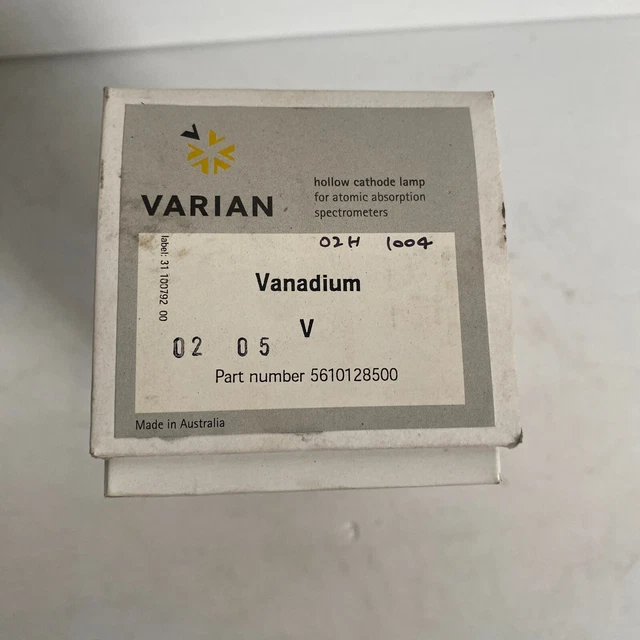 VARIAN
hollow cathode lamp
for atomic absorption
spectrometers
02H 1004
label: 31 100792 00
Vanadium
V
02 05
Part number 5610128500
Made in Australia